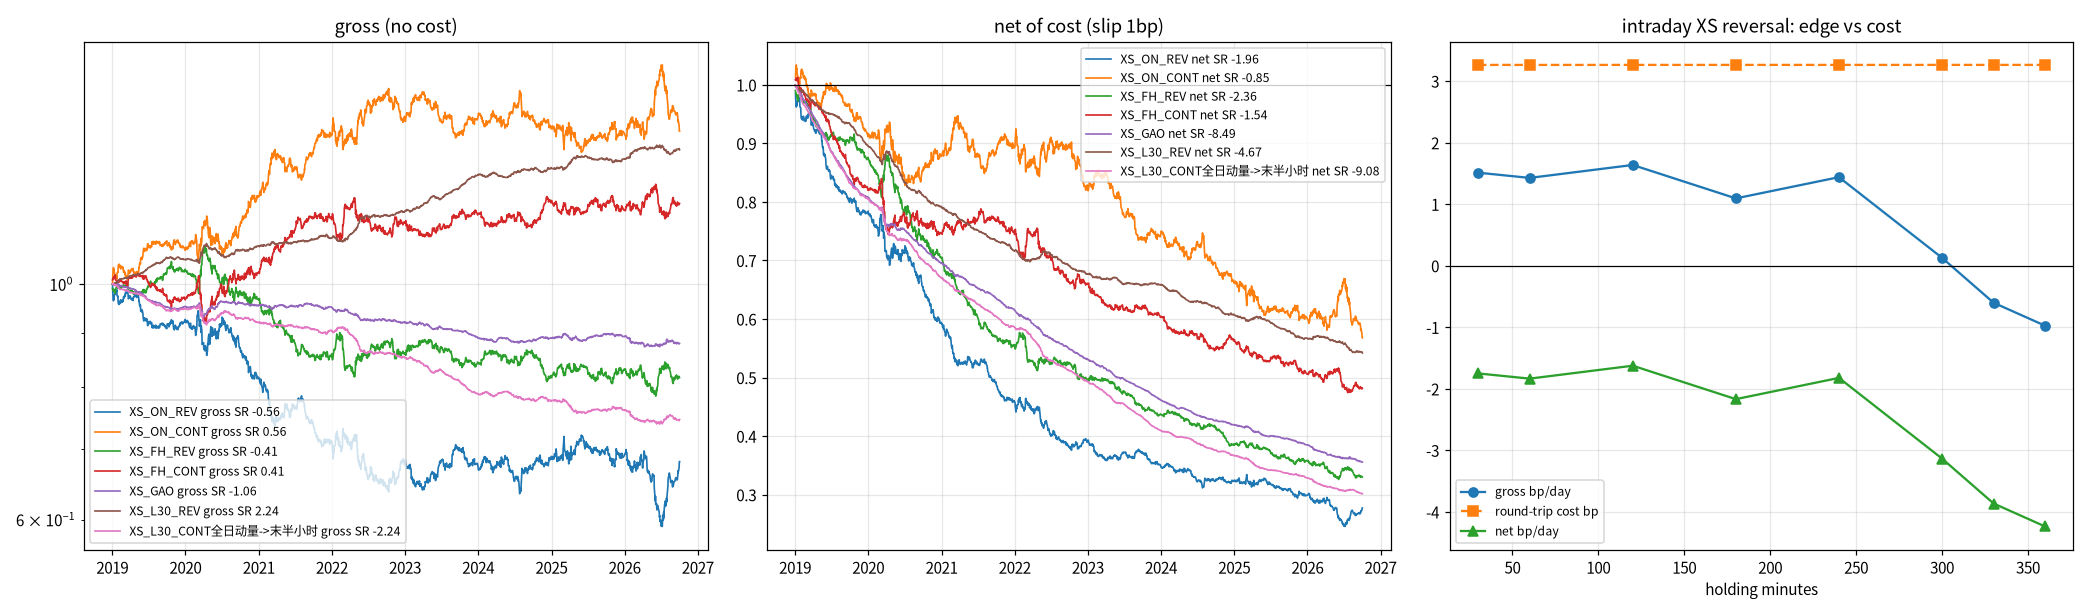 gross (no cost)
10⁰
6 × 10⁻¹
XS_ON_REV gross SR -0.56
XS_ON_CONT gross SR 0.56
XS_FH_REV gross SR -0.41
XS_FH_CONT gross SR 0.41
XS_GAO gross SR -1.06
XS_L30_REV gross SR 2.24
XS_L30_CONT全日动量->末半小时 gross SR -2.24
2019 2020 2021 2022 2023 2024 2025 2026 2027
net of cost (slip 1bp)
XS_ON_REV net SR -1.96
XS_ON_CONT net SR -0.85
XS_FH_REV net SR -2.36
XS_FH_CONT net SR -1.54
XS_GAO net SR -8.49
XS_L30_REV net SR -4.67
XS_L30_CONT全日动量->末半小时 net SR -9.08
1.0
0.9
0.8
0.7
0.6
0.5
0.4
0.3
2019 2020 2021 2022 2023 2024 2025 2026 2027
intraday XS reversal: edge vs cost
3
2
1
0
-1
-2
-3
-4
gross bp/day
round-trip cost bp
net bp/day
50 100 150 200 250 300 350
holding minutes